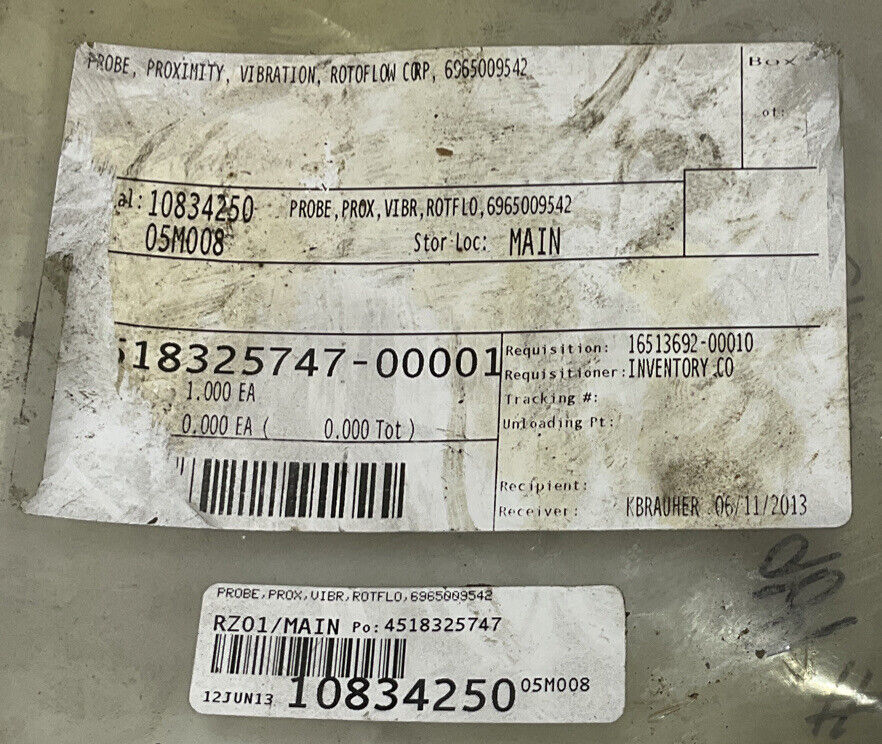 PROBE, PROXIMITY, VIBRATION, ROTOFLOW CORP, 6965009542
Box
of:
al: 10834250 PROBE,PROX,VIBR,ROTFLO,6965009542
05M008 Stor Loc: MAIN
518325747-00001
1.000 EA
0.000 EA ( 0.000 Tot )
Requisition: 16513692-00010
Requisitioner: INVENTORY CO
Tracking #:
Unloading Pt:
Recipient:
Receiver: KBRAUHER 06/11/2013
PROBE,PROX,VIBR,ROTFLO,6965009542
RZ01/MAIN Po: 4518325747
12JUN13 10834250 05M008